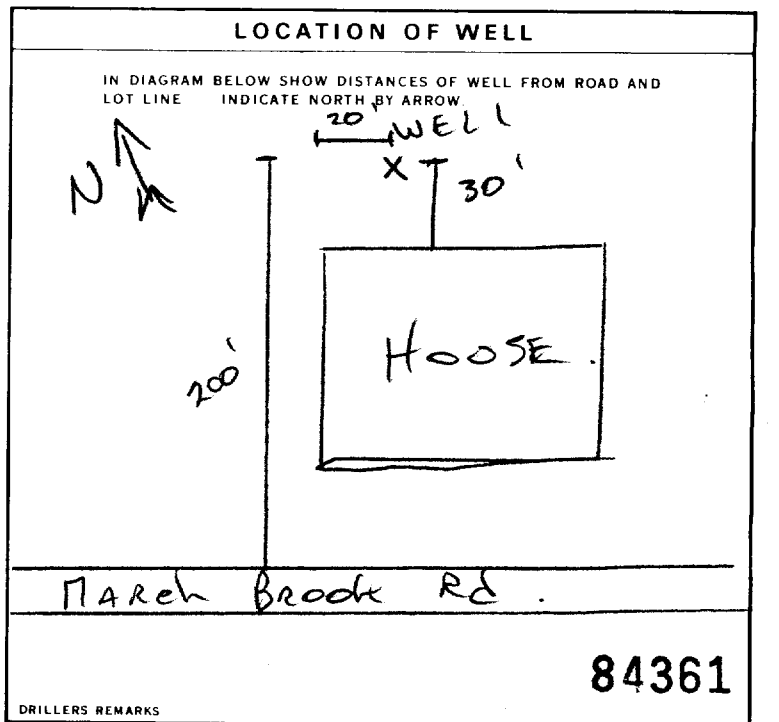 LOCATION OF WELL
IN DIAGRAM BELOW SHOW DISTANCES OF WELL FROM ROAD AND
LOT LINE INDICATE NORTH BY ARROW.
20'
WELL
X
N
30'
200'
HOOSE.
MARCH BROOK Rd.
84361
DRILLERS REMARKS